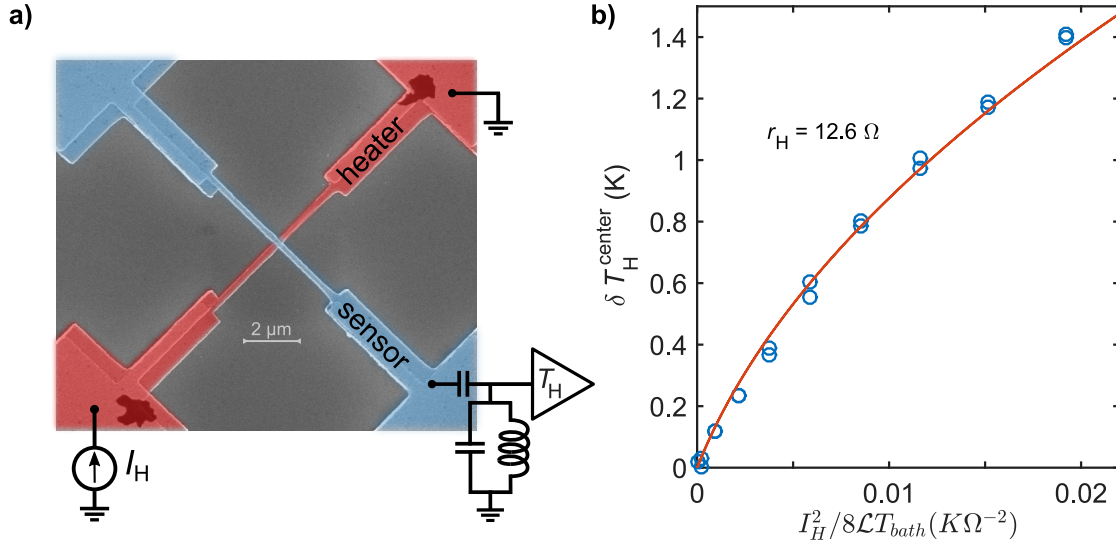 a)
heater
sensor
2 μm
T_H
I_H
b)
δ T_H^center (K)
1.4
1.2
1
0.8
0.6
0.4
0.2
0
r_H = 12.6 Ω
0
0.01
0.02
I_H^2/8ℒT_bath(KΩ^−2)